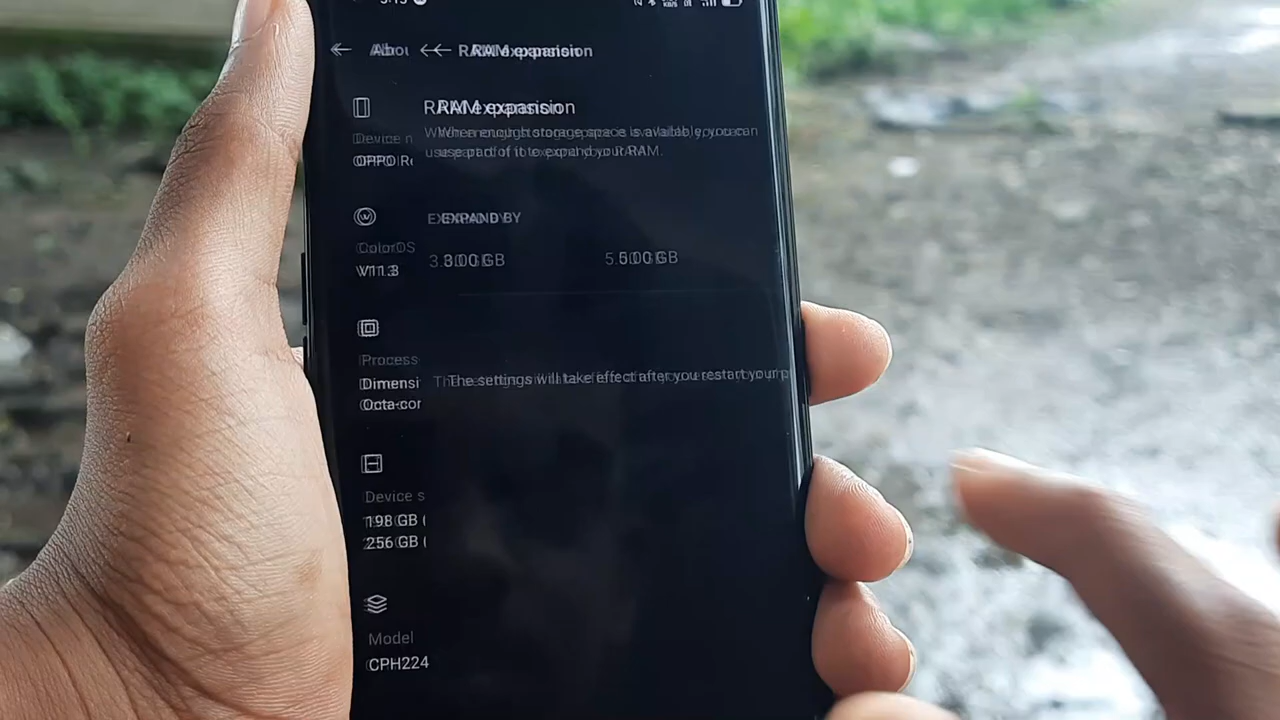 RAM expansion
RAM expansion
When enough storage space is available, you can
use part of it to expand your RAM.
OPPO Re
EXPAND BY
ColorOS
3.00 GB 5.00 GB
V11.3
Process
The settings will take effect after you restart your
Dimensi
Octa-cor
Device s
198 GB (
256 GB (
Model
CPH224